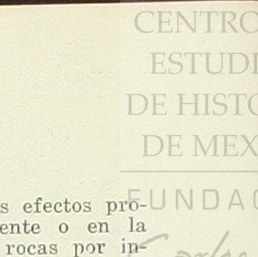 CENTRO
ESTUDI
DE HISTO
DE MEX
FUNDAC
s efectos pro-
ente o en la
rocas por in-